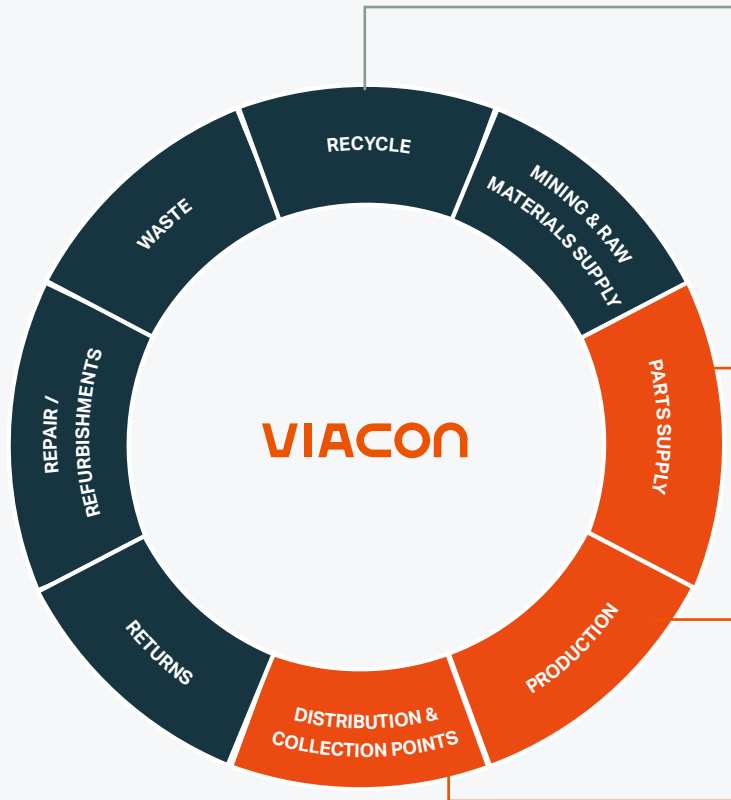 RECYCLE
MINING & RAW
MATERIALS SUPPLY
PARTS SUPPLY
PRODUCTION
DISTRIBUTION &
COLLECTION POINTS
RETURNS
REPAIR /
REFURBISHMENTS
WASTE
VIACON